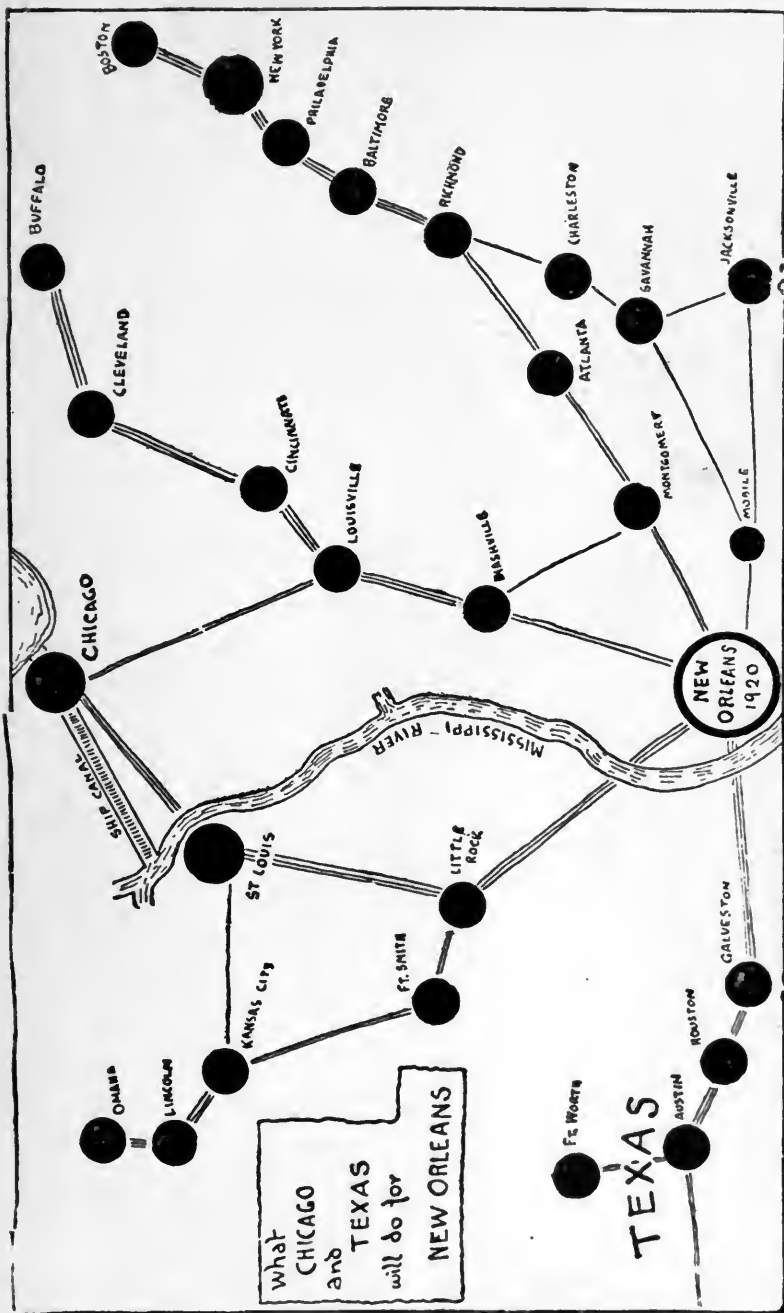 What
CHICAGO
and
TEXAS
will do for
NEW ORLEANS
OMAHA
LINCOLN
KANSAS CITY
FT. SMITH
LITTLE
ROCK
ST LOUIS
SHIP CANAL
CHICAGO
MISSISSIPPI - RIVER
BUFFALO
CLEVELAND
CINCINNATI
LOUISVILLE
NASHVILLE
BOSTON
NEW YORK
PHILADELPHIA
BALTIMORE
RICHMOND
CHARLESTON
SAVANNAH
JACKSONVILLE
ATLANTA
MONTGOMERY
MOBILE
NEW
ORLEANS
1920
TEXAS
FT. WORTH
AUSTIN
HOUSTON
GALVESTON